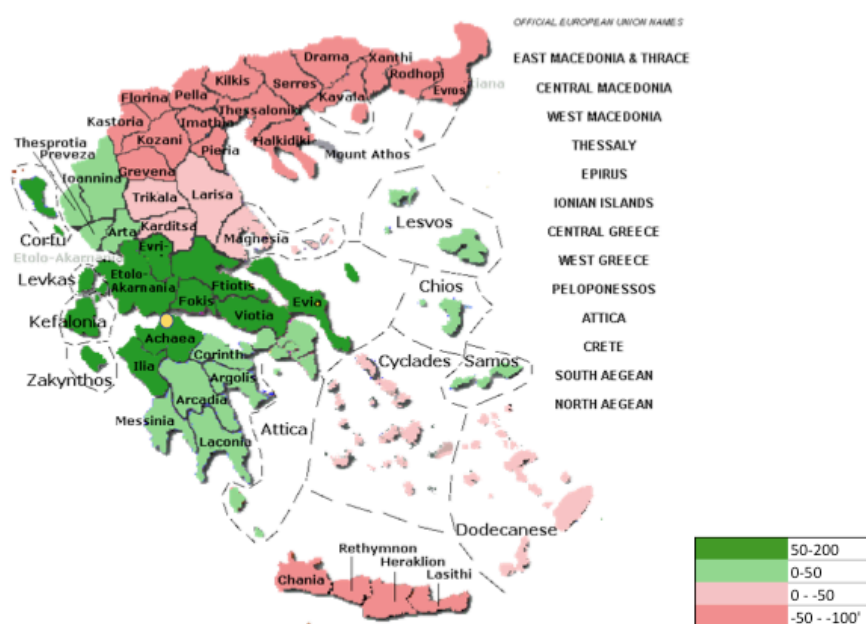 OFFICIAL EUROPEAN UNION NAMES
EAST MACEDONIA & THRACE
CENTRAL MACEDONIA
WEST MACEDONIA
THESSALY
EPIRUS
IONIAN ISLANDS
CENTRAL GREECE
WEST GREECE
PELOPONESSOS
ATTICA
CRETE
SOUTH AEGEAN
NORTH AEGEAN
Drama
Xanthi
Rodhopi
Evros
Kilkis
Serres
Kavala
Pella
Florina
Thessaloniki
Kastoria
Imathia
Kozani
Pieria
Halkidiki
Mount Athos
Thesprotia
Preveza
Ioannina
Grevena
Trikala
Larisa
Karditsa
Magnesia
Arta
Evri-
Corfu
Etolo-Akarnania
Levkas
Etolo-
Akarnania
Ftiotis
Fokis
Viotia
Evia
Kefalonia
Achaea
Zakynthos
Ilia
Corinth
Argolis
Arcadia
Messinia
Laconia
Attica
Lesvos
Chios
Samos
Cyclades
Dodecanese
Rethymnon
Heraklion
Lasithi
Chania
50-200
0-50
0 - -50
-50 - -100'